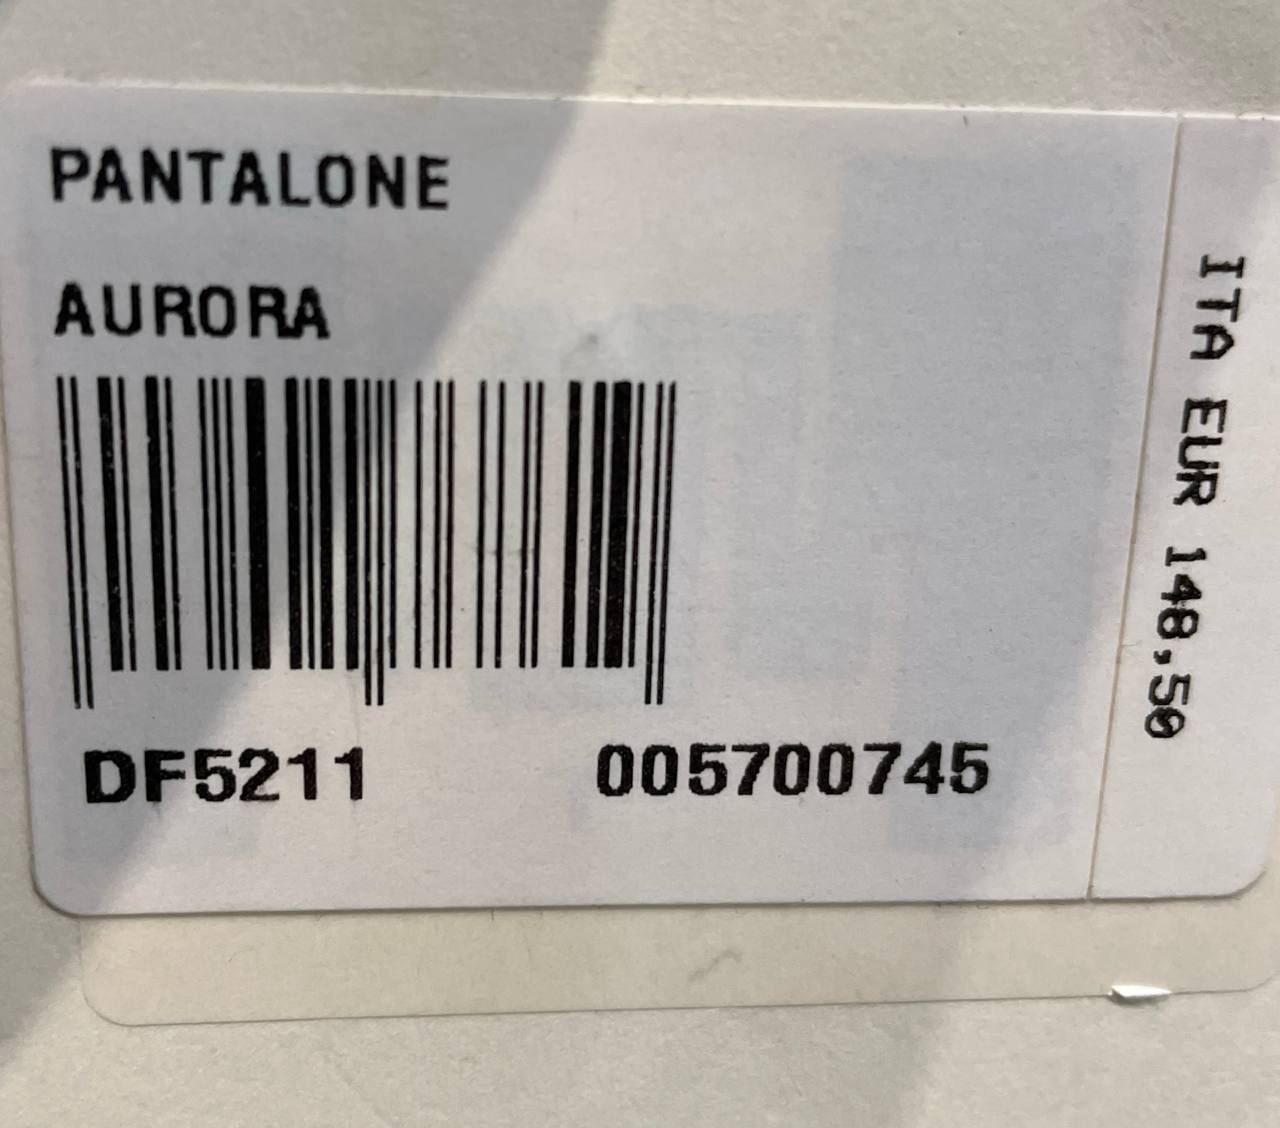 PANTALONE
AURORA
DF5211 005700745
ITA EUR 148,50